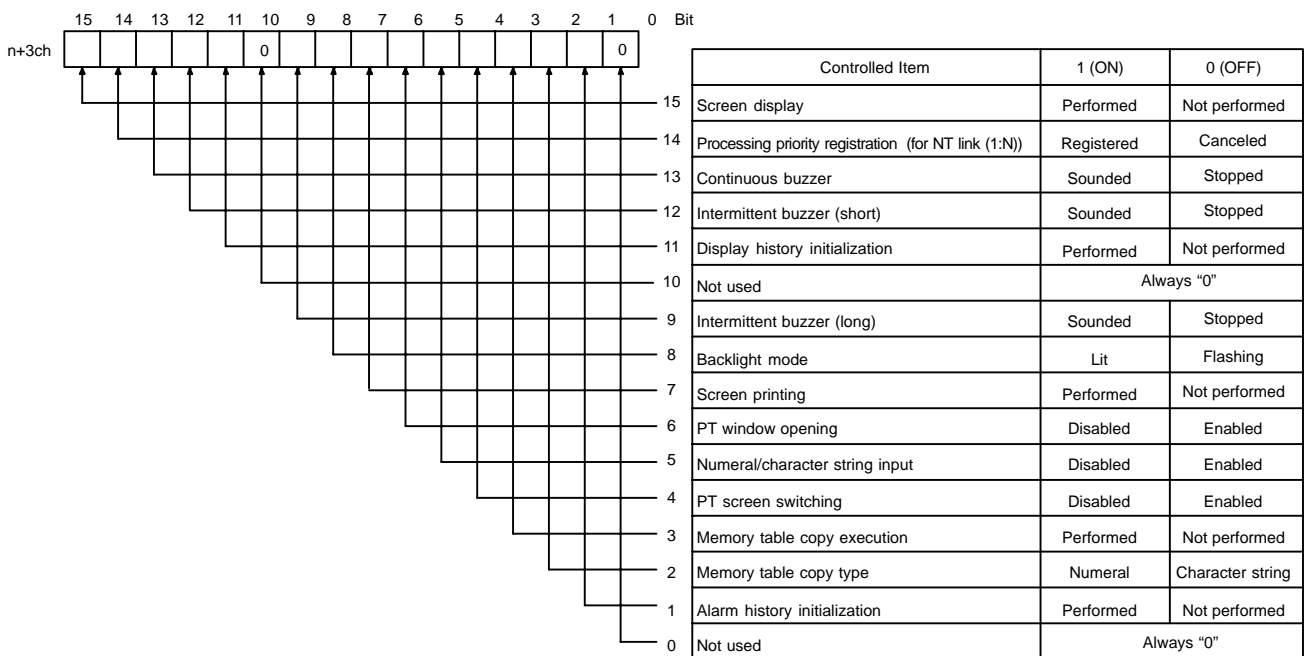 15 14 13 12 11 10 9 8 7 6 5 4 3 2 1 0 Bit
n+3ch 0 0
Controlled Item 1 (ON) 0 (OFF)
15 Screen display Performed Not performed
14 Processing priority registration (for NT link (1:N)) Registered Canceled
13 Continuous buzzer Sounded Stopped
12 Intermittent buzzer (short) Sounded Stopped
11 Display history initialization Performed Not performed
10 Not used Always “0”
9 Intermittent buzzer (long) Sounded Stopped
8 Backlight mode Lit Flashing
7 Screen printing Performed Not performed
6 PT window opening Disabled Enabled
5 Numeral/character string input Disabled Enabled
4 PT screen switching Disabled Enabled
3 Memory table copy execution Performed Not performed
2 Memory table copy type Numeral Character string
1 Alarm history initialization Performed Not performed
0 Not used Always “0”